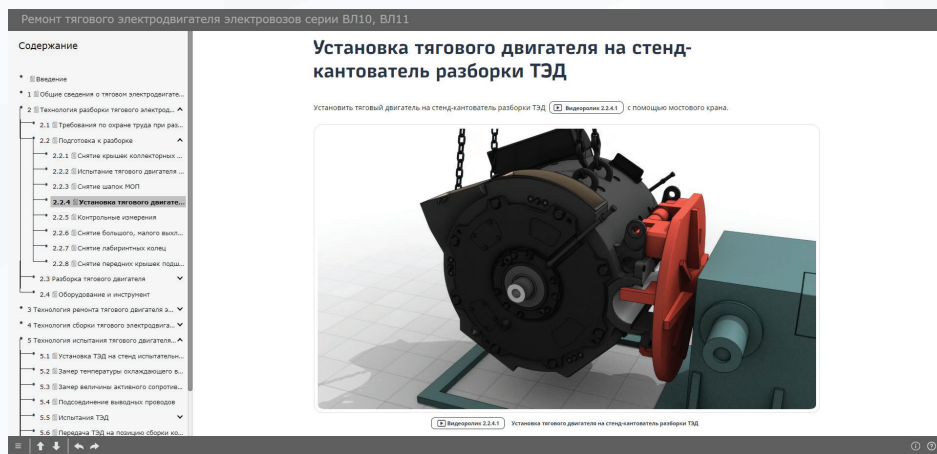 Ремонт тягового электродвигателя электровозов серии ВЛ10, ВЛ11
Содержание
Введение
1 Общие сведения о тяговом электродвигате...
2 Технология разборки тягового электрод...
2.1 Требования по охране труда при раз...
2.2 Подготовка к разборке
2.2.1 Снятие крышек коллекторных ...
2.2.2 Испытание тягового двигателя ...
2.2.3 Снятие шапок МОП
2.2.4 Установка тягового двигате...
2.2.5 Контрольные измерения
2.2.6 Снятие большого, малого выхл...
2.2.7 Снятие лабиринтных колец
2.2.8 Снятие передних крышек подш...
2.3 Разборка тягового двигателя
2.4 Оборудование и инструмент
3 Технология ремонта тягового двигателя э...
4 Технология сборки тягового электродвига...
5 Технология испытания тягового двигателя...
5.1 Установка ТЭД на стенд испытательн...
5.2 Замер температуры охлаждающего в...
5.3 Замер величины активного сопротив...
5.4 Подсоединение выводных проводов
5.5 Испытания ТЭД
5.6 Передача ТЭД на позицию сборки ко...
Установка тягового двигателя на стенд-
кантователь разборки ТЭД
Установить тяговый двигатель на стенд-кантователь разборки ТЭД Видеоролик 2.2.4.1 с помощью мостового крана.
Видеоролик 2.2.4.1 Установка тягового двигателя на стенд-кантователь разборки ТЭД